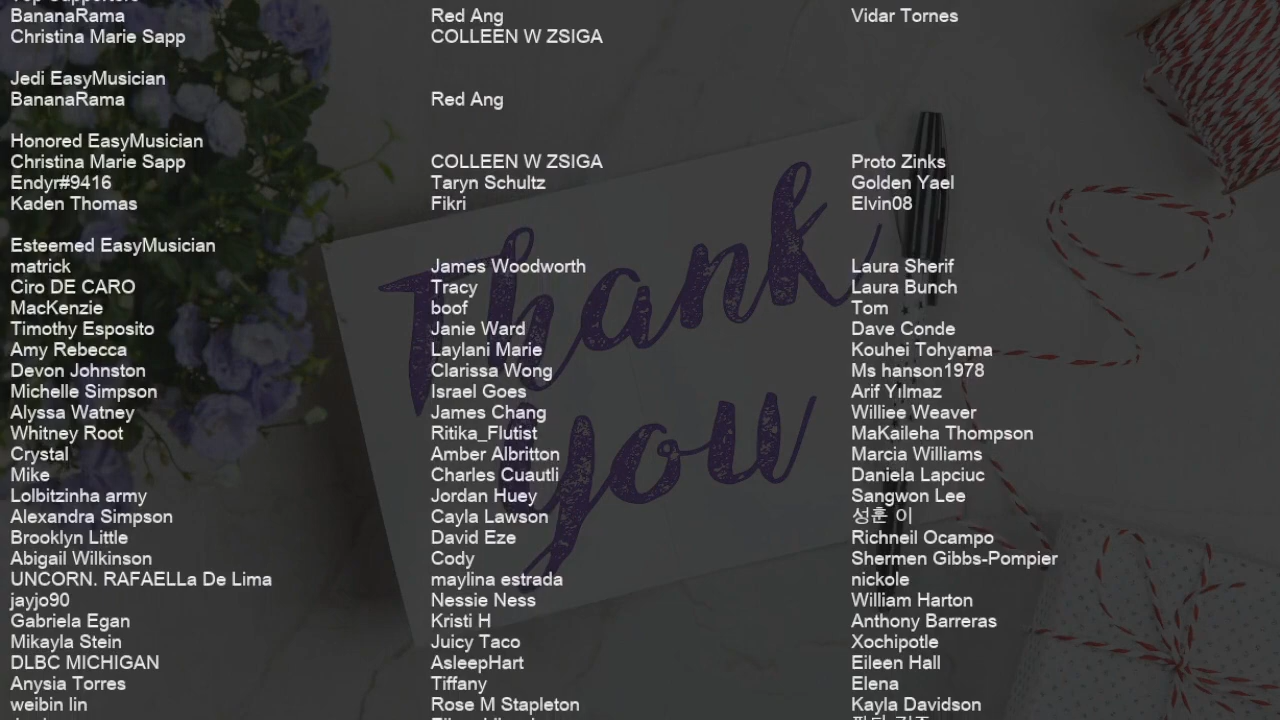 Top Supporters
BananaRama Red Ang Vidar Tornes
Christina Marie Sapp COLLEEN W ZSIGA
Jedi EasyMusician
BananaRama Red Ang
Honored EasyMusician
Christina Marie Sapp COLLEEN W ZSIGA Proto Zinks
Endyr#9416 Taryn Schultz Golden Yael
Kaden Thomas Fikri Elvin08
Esteemed EasyMusician
matrick James Woodworth Laura Sherif
Ciro DE CARO Tracy Laura Bunch
MacKenzie boof Tom
Timothy Esposito Janie Ward Dave Conde
Amy Rebecca Laylani Marie Kouhei Tohyama
Devon Johnston Clarissa Wong Ms hanson1978
Michelle Simpson Israel Goes Arif Yılmaz
Alyssa Watney James Chang Williee Weaver
Whitney Root Ritika_Flutist MaKaileha Thompson
Crystal Amber Albritton Marcia Williams
Mike Charles Cuautli Daniela Lapciuc
Lolbitzinha army Jordan Huey Sangwon Lee
Alexandra Simpson Cayla Lawson 성훈 이
Brooklyn Little David Eze Richneil Ocampo
Abigail Wilkinson Cody Shermen Gibbs-Pompier
UNCORN. RAFAELLa De Lima maylina estrada nickole
jayjo90 Nessie Ness William Harton
Gabriela Egan Kristi H Anthony Barreras
Mikayla Stein Juicy Taco Xochipotle
DLBC MICHIGAN AsleepHart Eileen Hall
Anysia Torres Tiffany Elena
weibin lin Rose M Stapleton Kayla Davidson
Thank
you